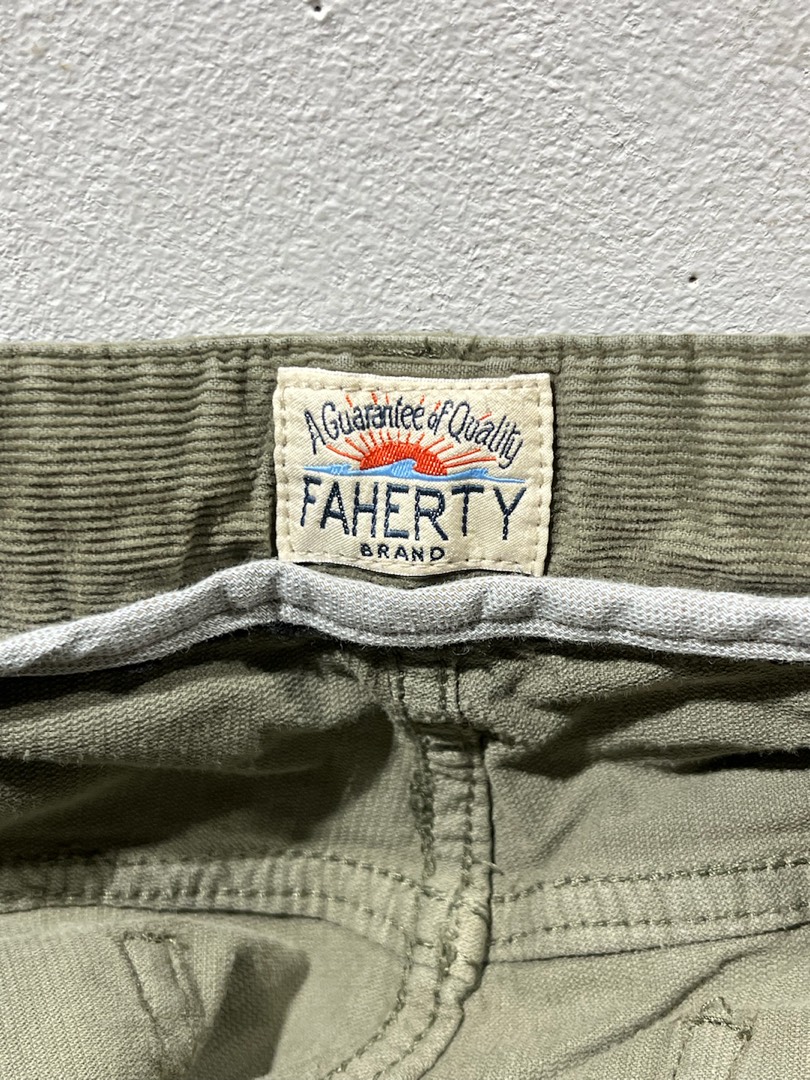 A Guarantee of Quality
FAHERTY
BRAND